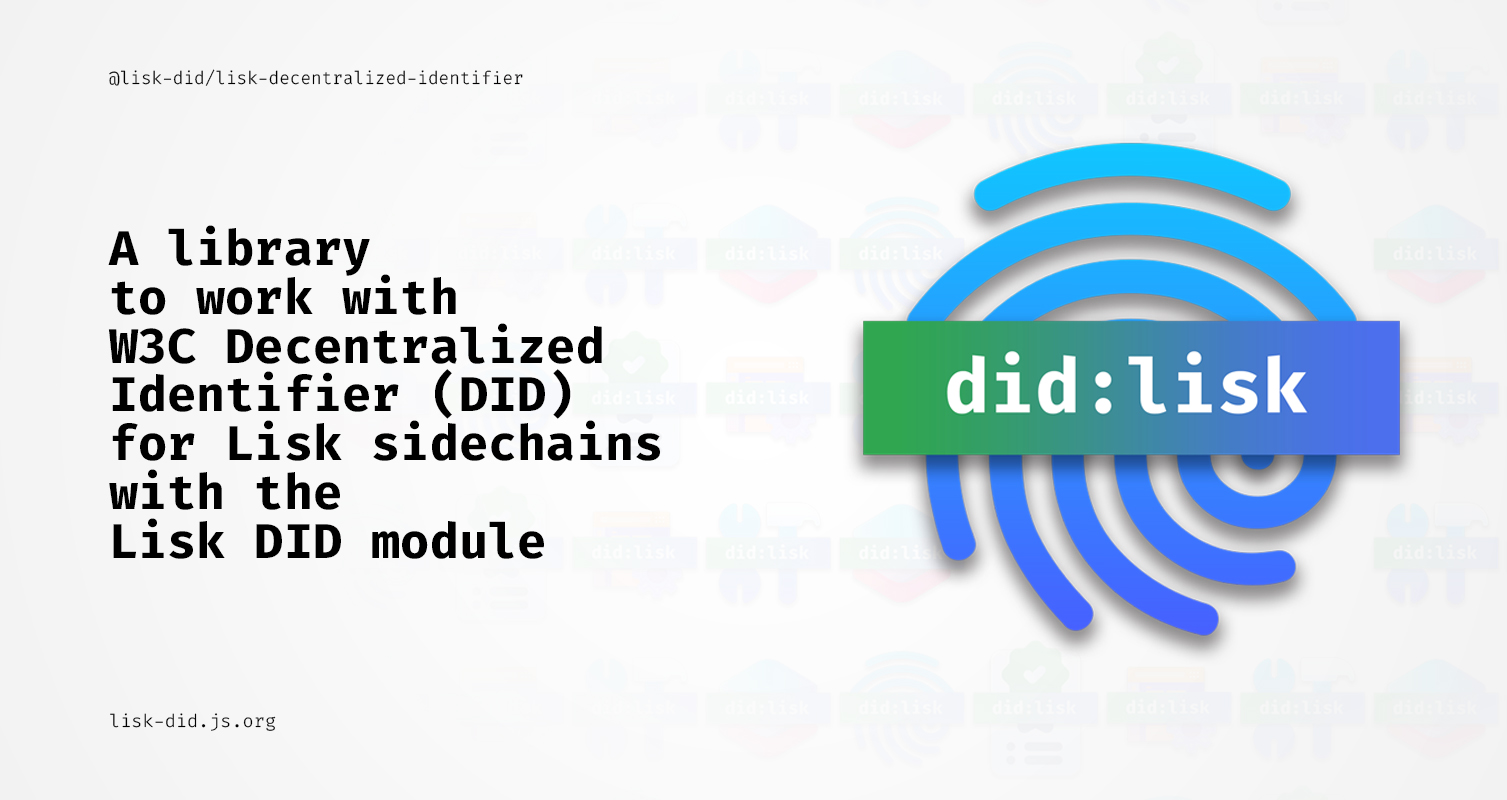 @lisk-did/lisk-decentralized-identifier
A library
to work with
W3C Decentralized
Identifier (DID)
for Lisk sidechains
with the
Lisk DID module
did:lisk
lisk-did.js.org